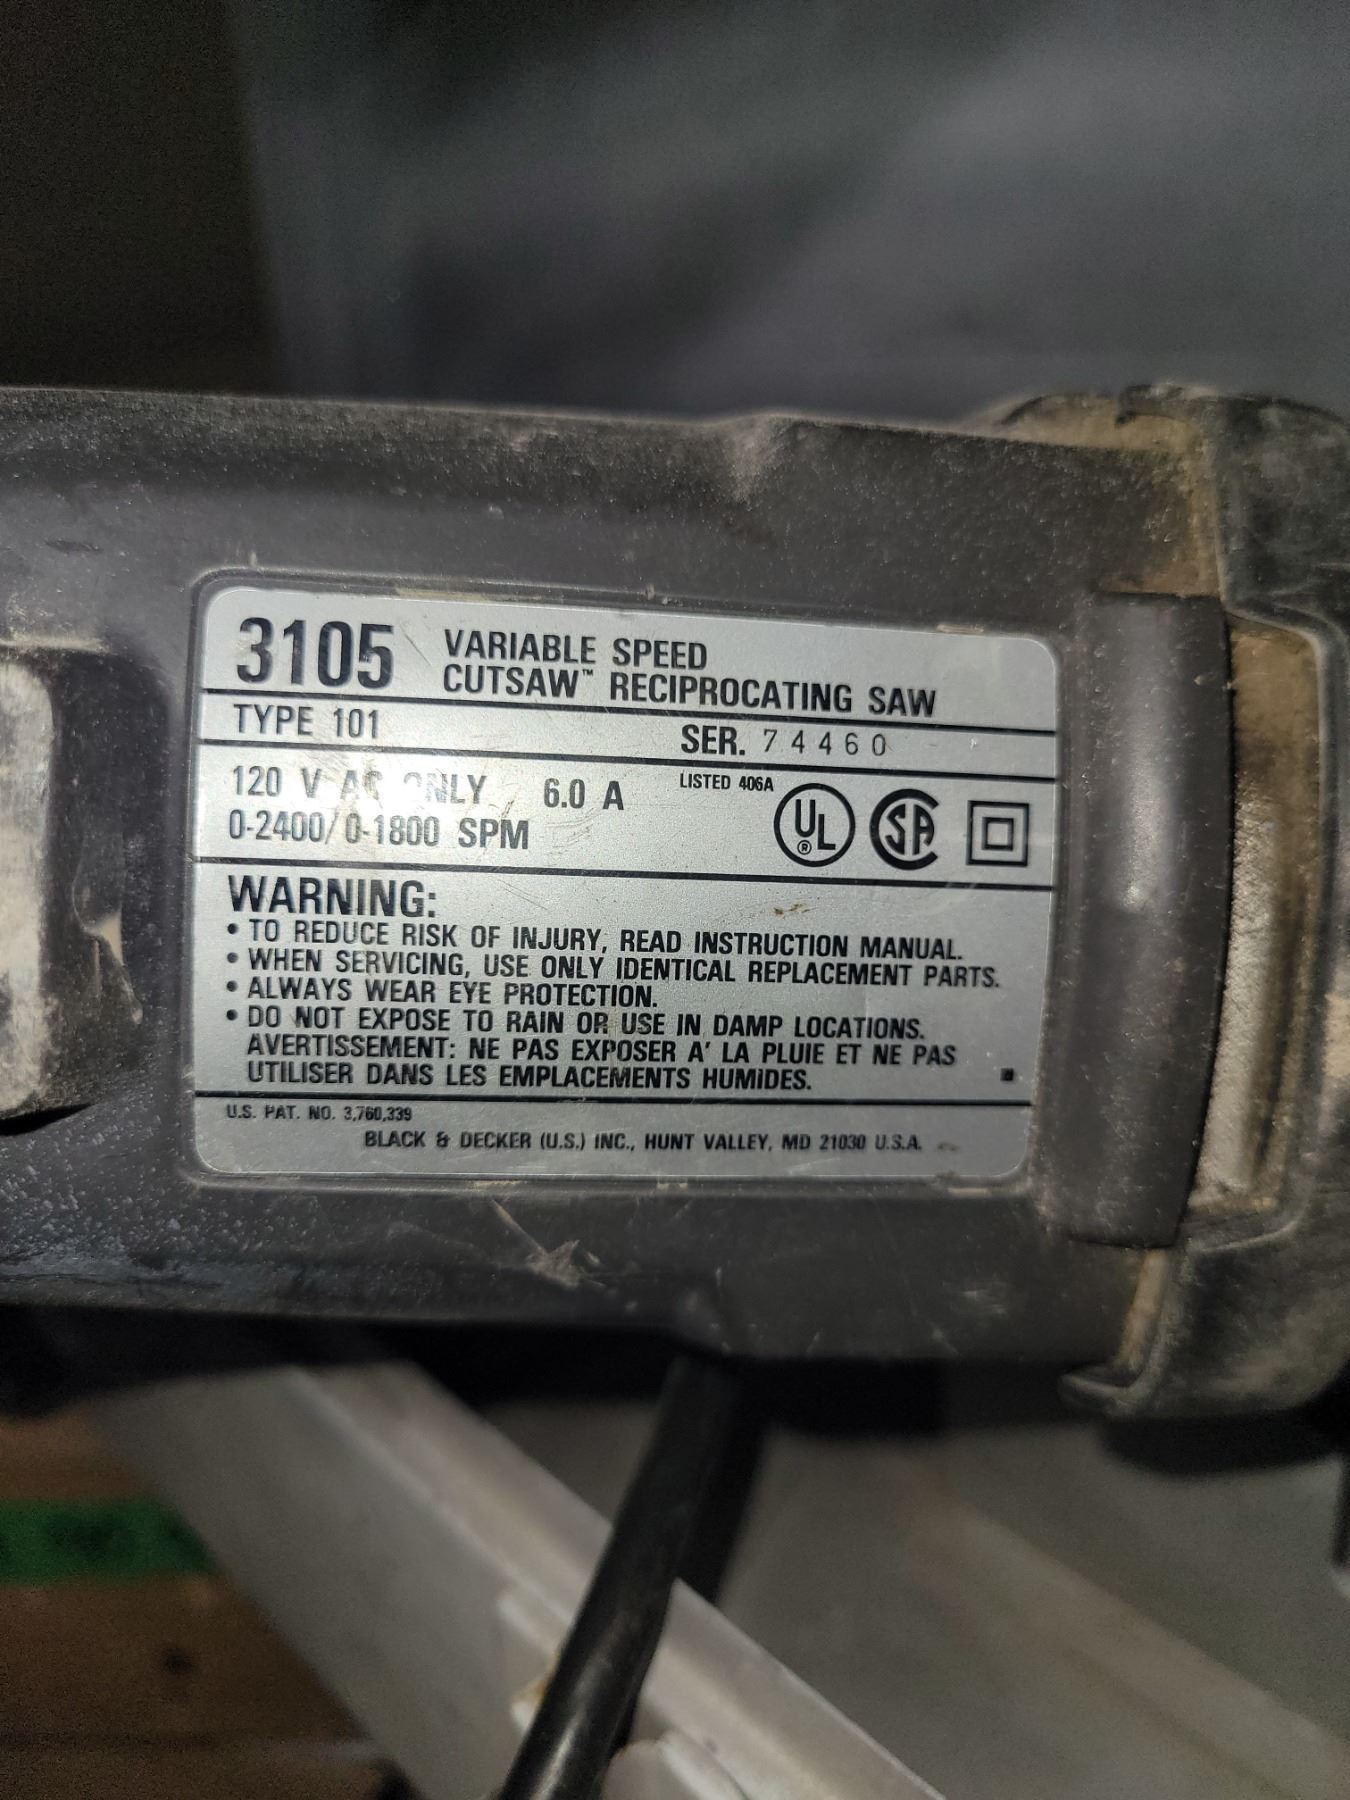 3105 VARIABLE SPEED
CUTSAW™ RECIPROCATING SAW
TYPE 101 SER. 74460
120 V AC ONLY 6.0 A LISTED 406A
UL ® SA
0-2400/0-1800 SPM
WARNING:
• TO REDUCE RISK OF INJURY, READ INSTRUCTION MANUAL.
• WHEN SERVICING, USE ONLY IDENTICAL REPLACEMENT PARTS.
• ALWAYS WEAR EYE PROTECTION.
• DO NOT EXPOSE TO RAIN OR USE IN DAMP LOCATIONS.
AVERTISSEMENT: NE PAS EXPOSER A' LA PLUIE ET NE PAS
UTILISER DANS LES EMPLACEMENTS HUMIDES.
U.S. PAT. NO. 3,760,339
BLACK & DECKER (U.S.) INC., HUNT VALLEY, MD 21030 U.S.A.